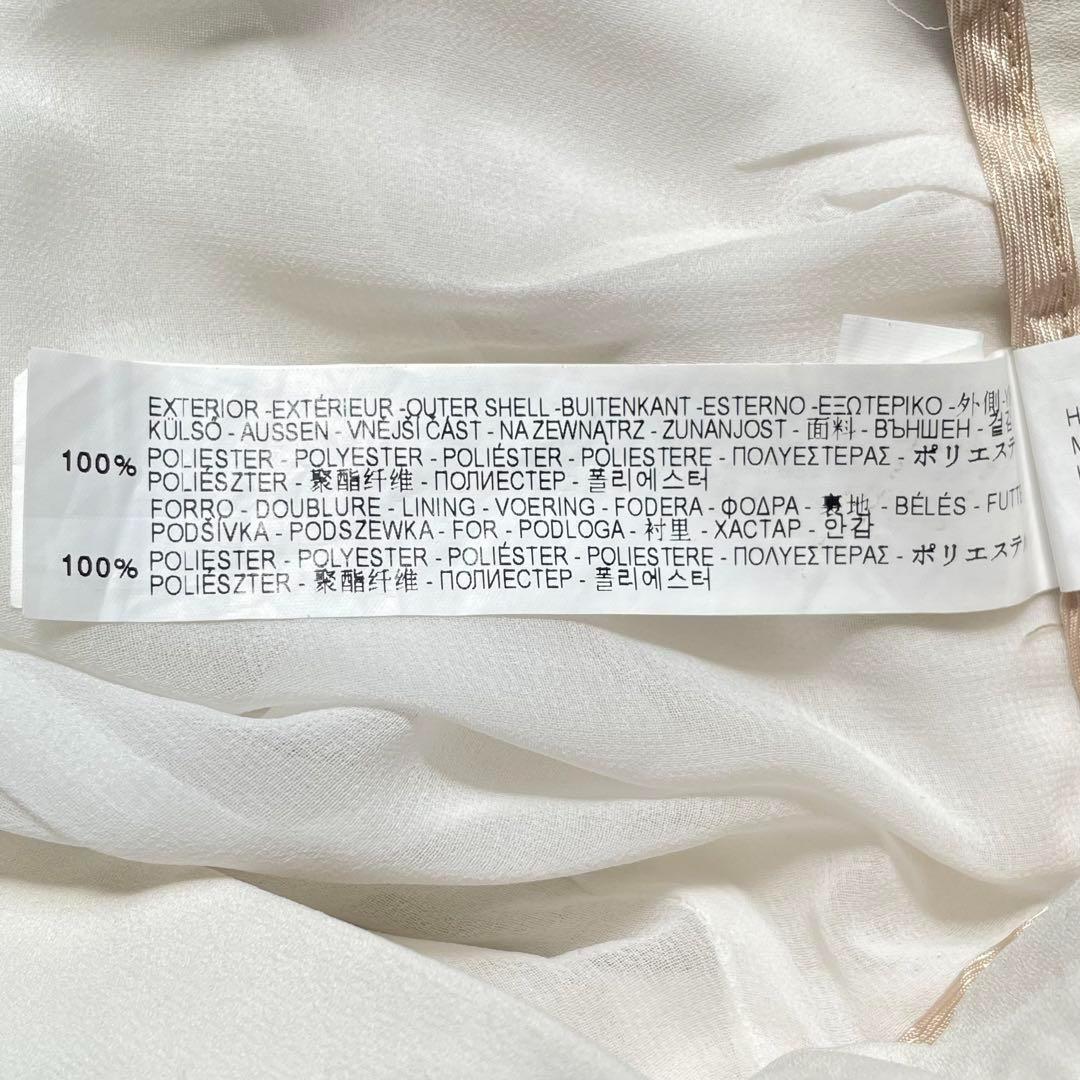 EXTERIOR -EXTÉRIEUR -OUTER SHELL -BUITENKANT -ESTERNO -ΕΞΩΤΕΡΙΚΟ -外側
KÜLSŐ - AUSSEN - VNĚJŠÍ ČÁST - NA ZEWNĄTRZ - ZUNANJOST - 面料 - ВЪНШЕН - 겉감
100% POLIESTER - POLYESTER - POLIÉSTER - POLIESTERE - ΠΟΛΥΕΣΤΕΡΑΣ - ポリエステ
POLIÉSZTER - 聚酯纤维 - ПОЛИЕСТЕР - 폴리에스터
FORRO - DOUBLURE - LINING - VOERING - FODERA - ΦΟΔΡΑ - 裏地 - BÉLÉS - FUTTE
PODŠÍVKA - PODSZEWKA - FOR - PODLOGA - 衬里 - ХАСТАР - 안감
100% POLIESTER - POLYESTER - POLIÉSTER - POLIESTERE - ΠΟΛΥΕΣΤΕΡΑΣ - ポリエステ
POLIÉSZTER - 聚酯纤维 - ПОЛИЕСТЕР - 폴리에스터